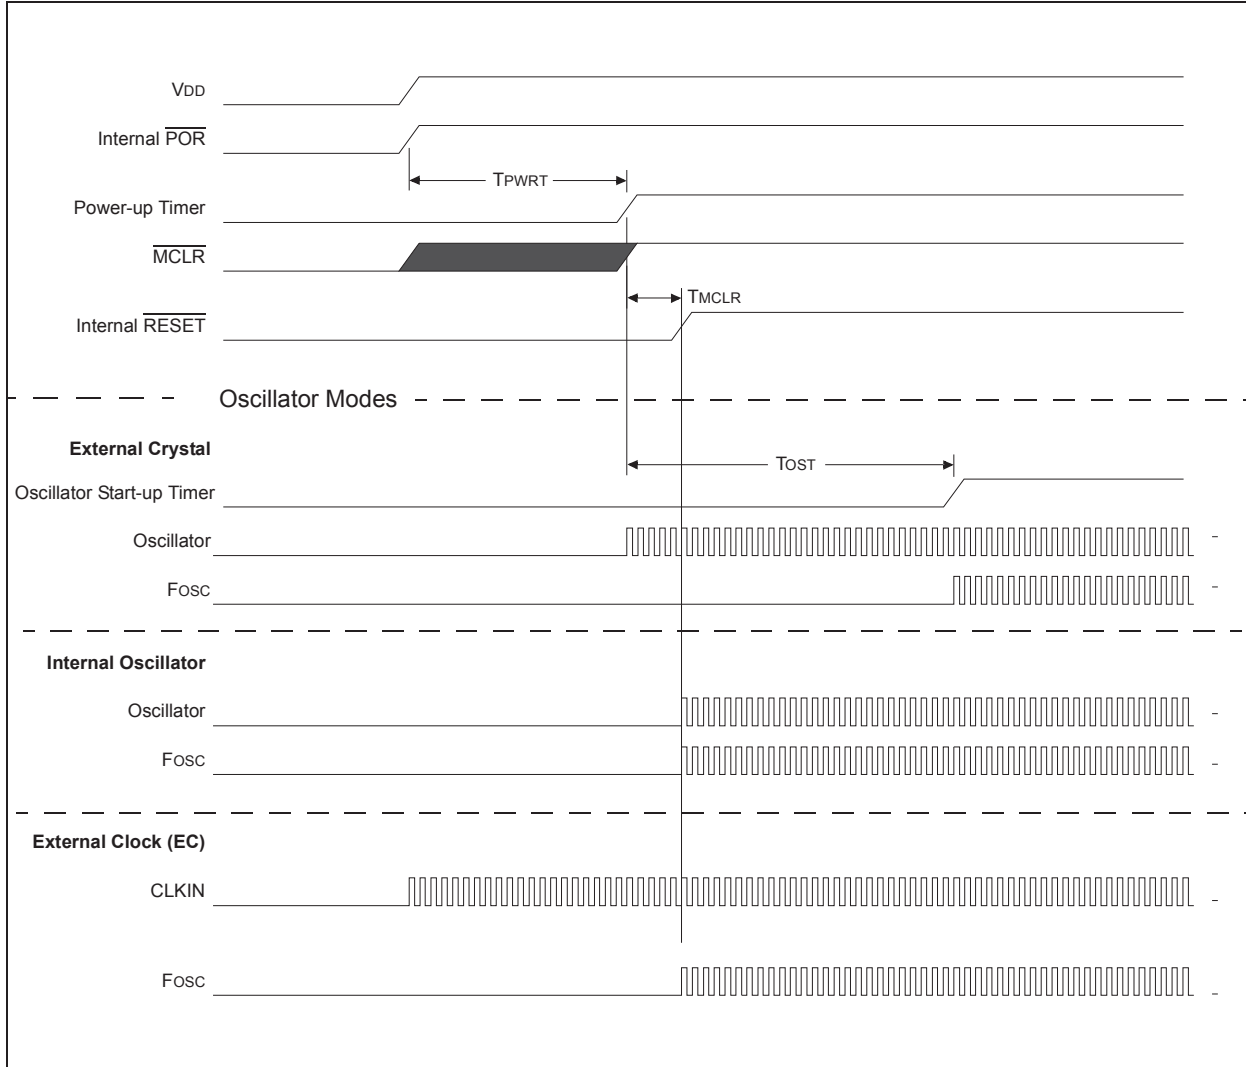 VDD
Internal POR
TPWRT
Power-up Timer
MCLR
TMCLR
Internal RESET
Oscillator Modes
External Crystal
TOST
Oscillator Start-up Timer
Oscillator
FOSC
Internal Oscillator
Oscillator
FOSC
External Clock (EC)
CLKIN
FOSC